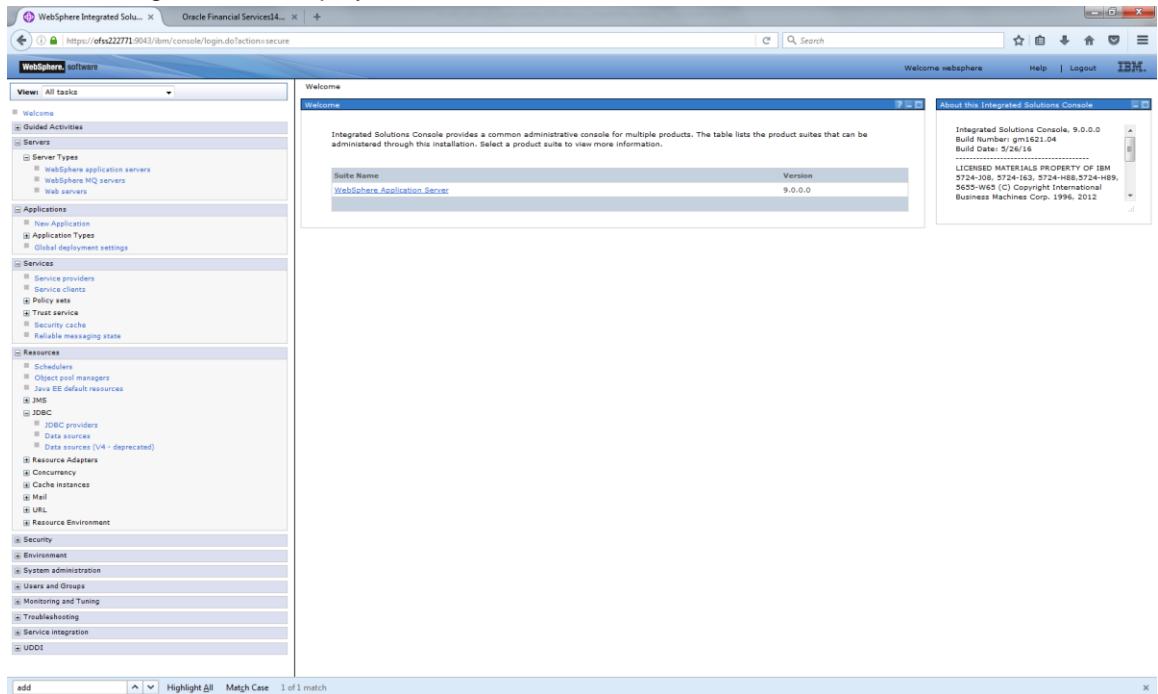 WebSphere Integrated Solu... ×
Oracle Financial Services14... ×
https://ofss222771:9043/ibm/console/login.do?action=secure
Search
WebSphere. software
Welcome websphere
Help | Logout
IBM.
View: All tasks
Welcome
Guided Activities
Servers
Server Types
WebSphere application servers
WebSphere MQ servers
Web servers
Applications
New Application
Application Types
Global deployment settings
Services
Service providers
Service clients
Policy sets
Trust service
Security cache
Reliable messaging state
Resources
Schedulers
Object pool managers
Java EE default resources
JMS
JDBC
JDBC providers
Data sources
Data sources (V4 - deprecated)
Resource Adapters
Concurrency
Cache instances
Mail
URL
Resource Environment
Security
Environment
System administration
Users and Groups
Monitoring and Tuning
Troubleshooting
Service integration
UDDI
Welcome
Welcome
Integrated Solutions Console provides a common administrative console for multiple products. The table lists the product suites that can be
administered through this installation. Select a product suite to view more information.
Suite Name Version
WebSphere Application Server 9.0.0.0
About this Integrated Solutions Console
Integrated Solutions Console, 9.0.0.0
Build Number: gm1621.04
Build Date: 5/26/16
----------------------------------------
LICENSED MATERIALS PROPERTY OF IBM
5724-J08, 5724-I63, 5724-H88,5724-H89,
5655-W65 (C) Copyright International
Business Machines Corp. 1996, 2012
add
Highlight All Match Case 1 of 1 match